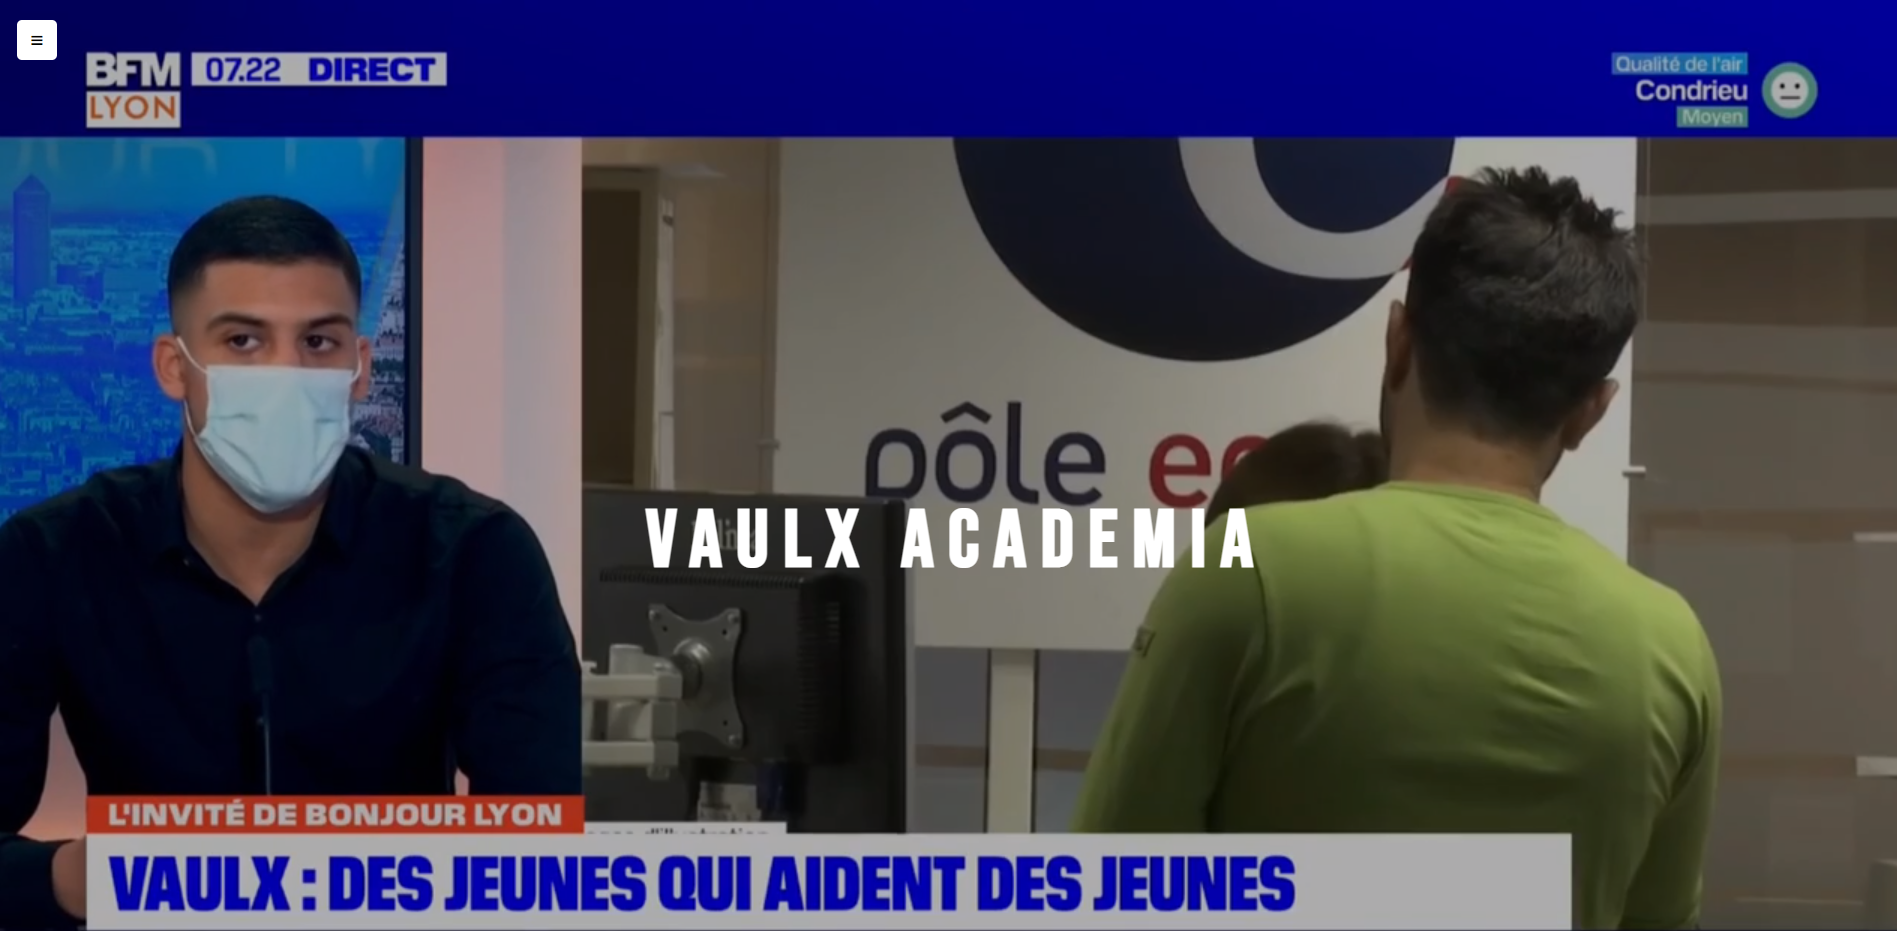 BFM
LYON
07.22 DIRECT
Qualité de l'air
Condrieu
Moyen
pôle
VAULX ACADEMIA
L'INVITÉ DE BONJOUR LYON
d'illustration
VAULX : DES JEUNES QUI AIDENT DES JEUNES